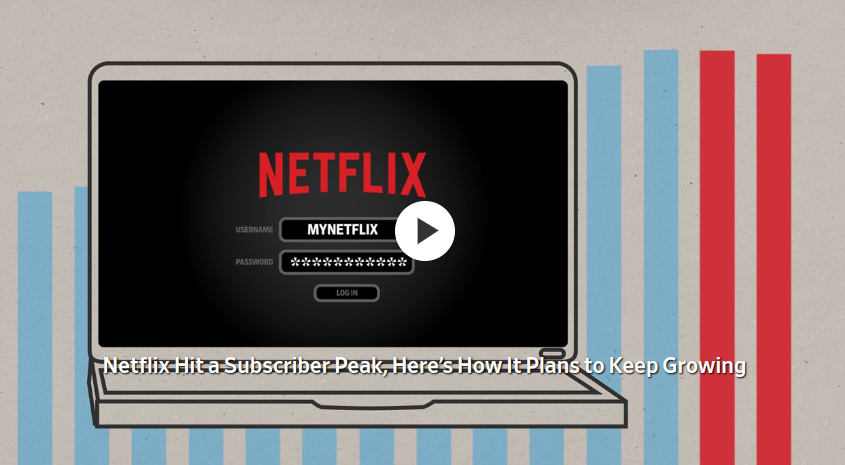 NETFLIX
USERNAME MYNETFLIX
PASSWORD ***********
LOG IN
Netflix Hit a Subscriber Peak, Here's How It Plans to Keep Growing